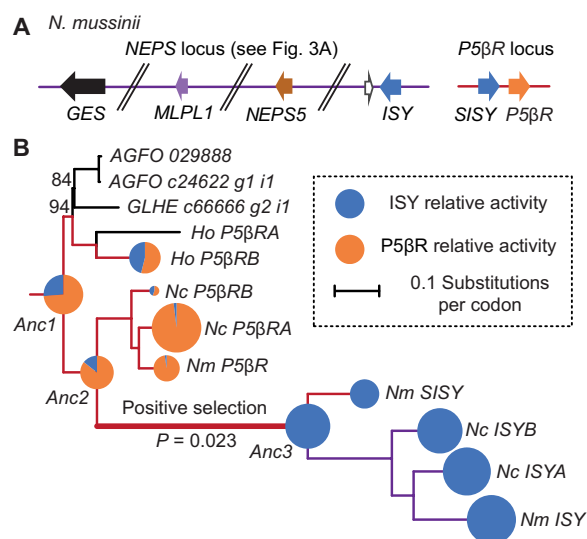 A
N. mussinii
NEPS locus (see Fig. 3A)
P5βR locus
GES
MLPL1
NEPS5
ISY
SISY
P5βR
B
AGFO 029888
84
AGFO c24622 g1 i1
94
GLHE c66666 g2 i1
Ho P5βRA
Ho P5βRB
Anc1
Nc P5βRB
Nc P5βRA
Nm P5βR
Anc2
Positive selection
P = 0.023
Anc3
Nm SISY
Nc ISYB
Nc ISYA
Nm ISY
ISY relative activity
P5βR relative activity
0.1 Substitutions
per codon